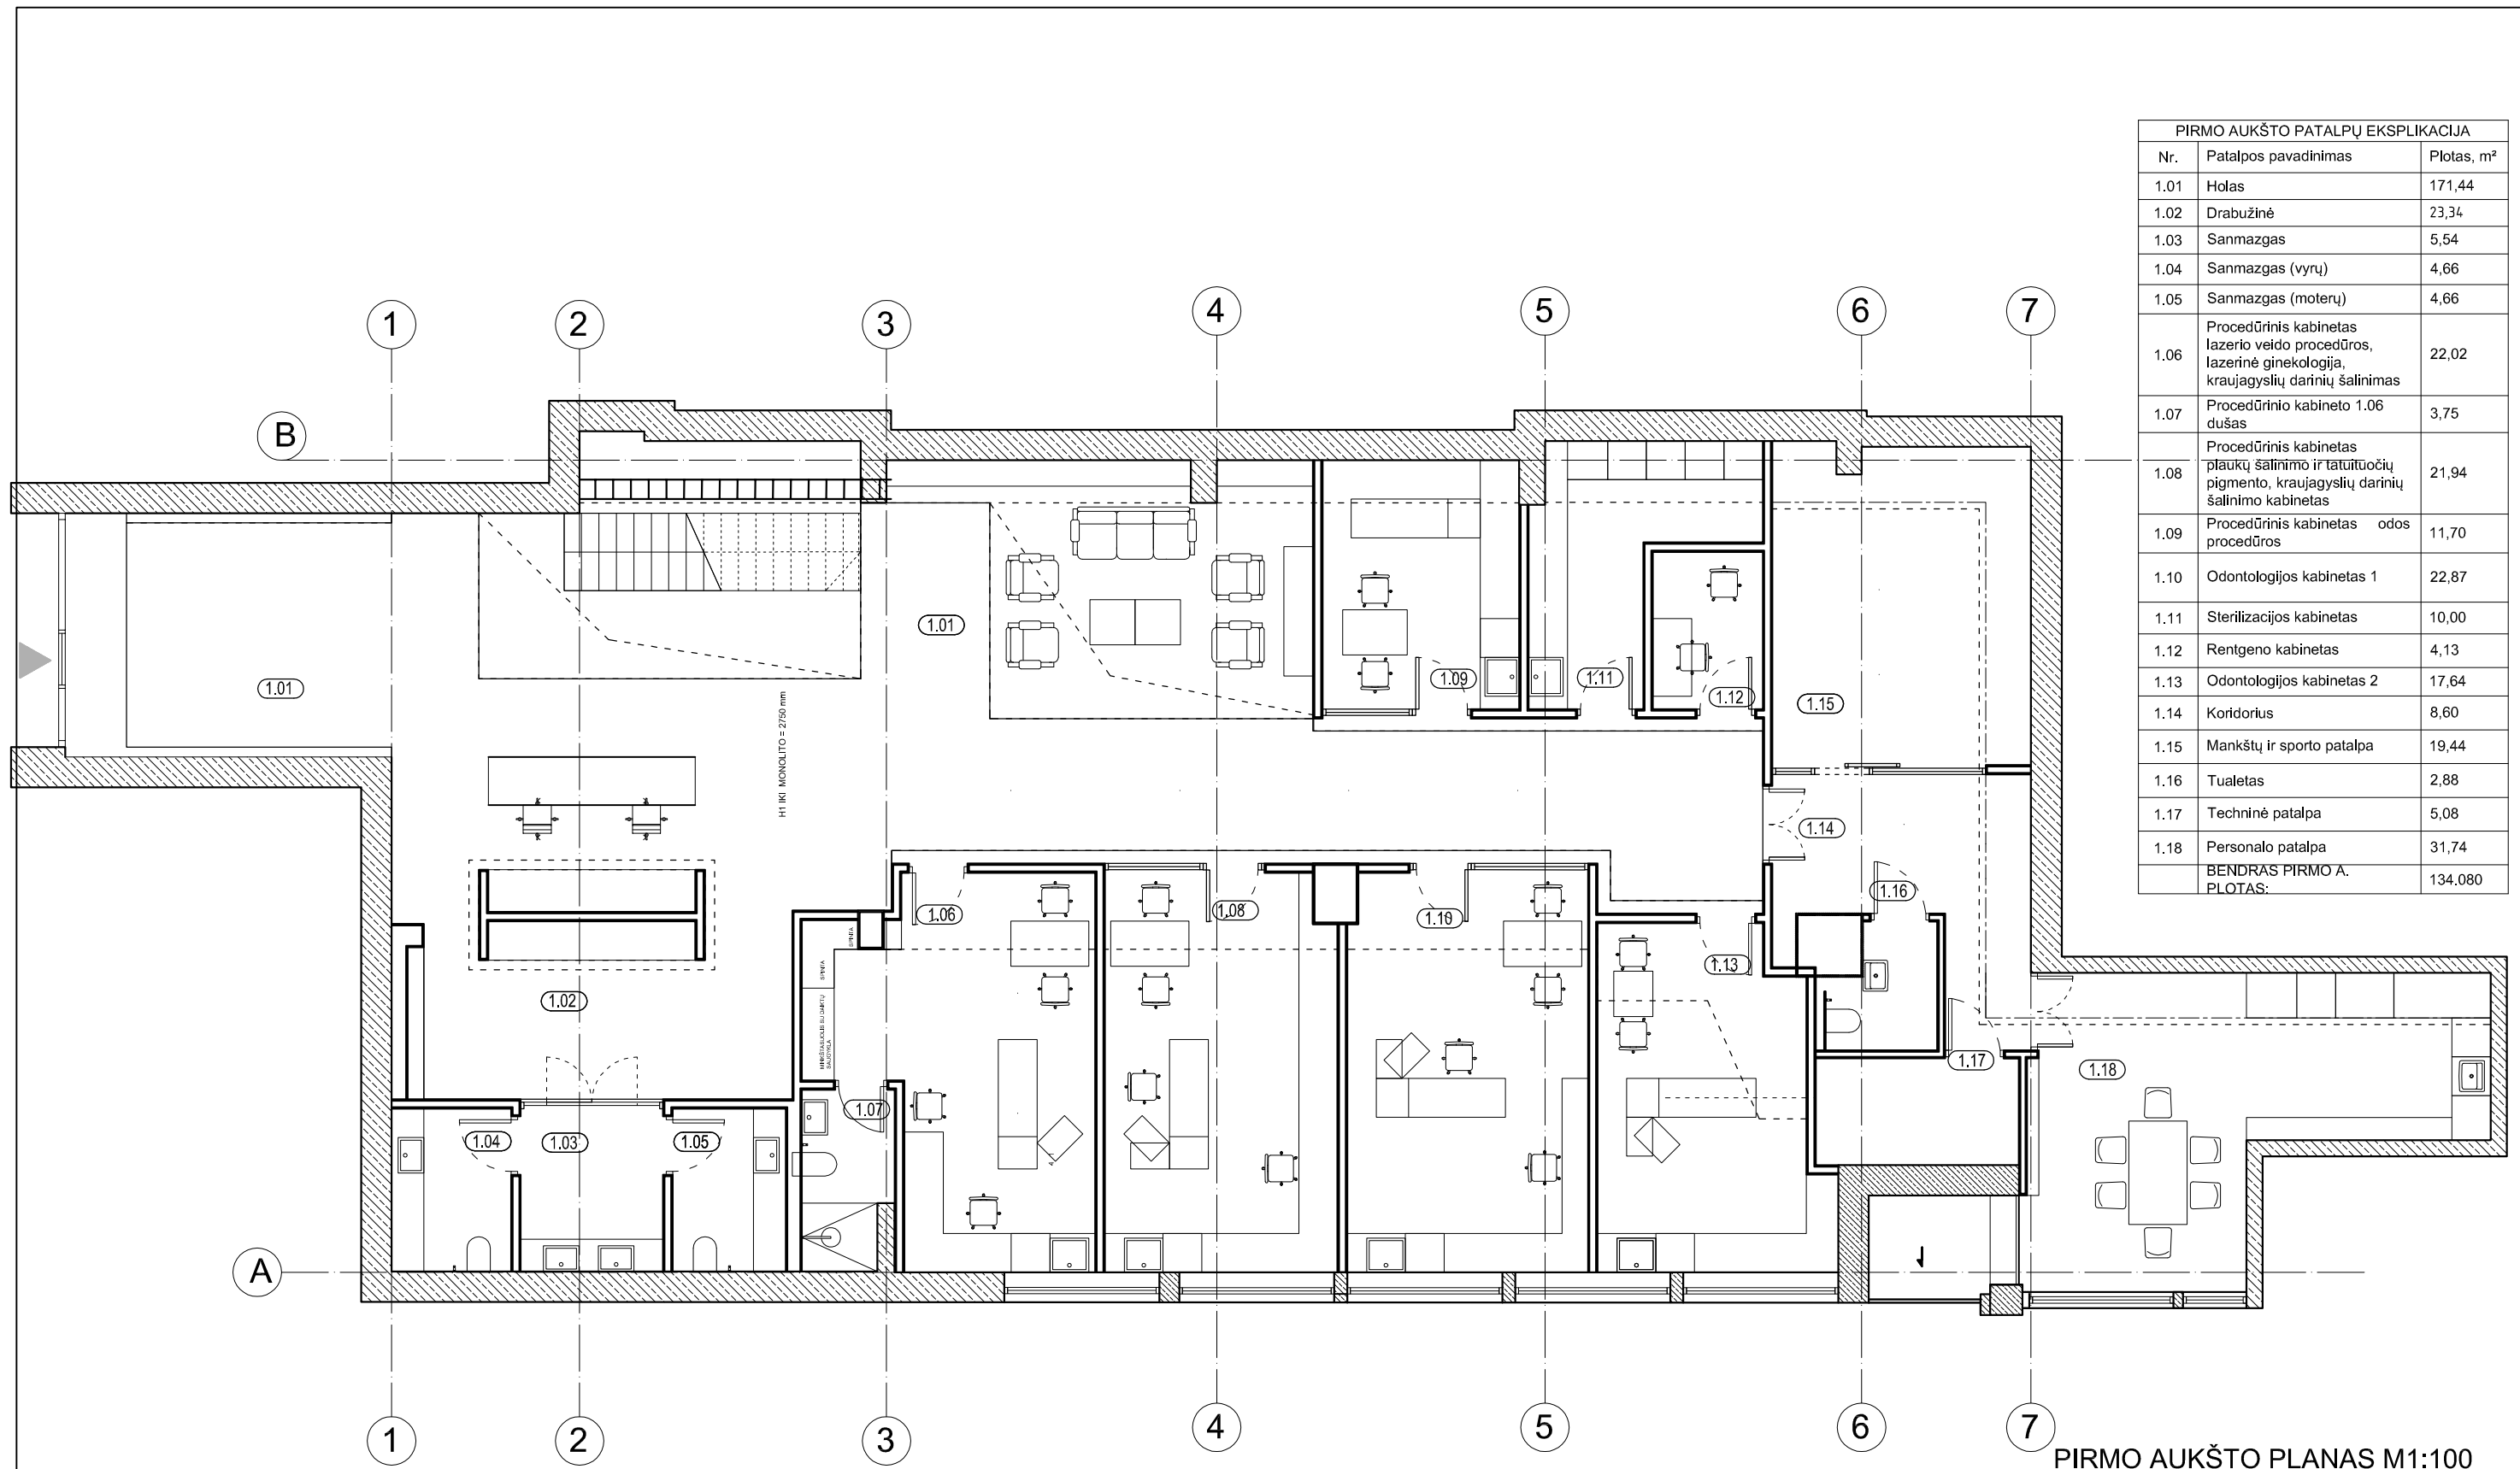 PIRMO AUKŠTO PATALPŲ EKSPLIKACIJA
Nr. Patalpos pavadinimas Plotas, m²
1.01 Holas 171,44
1.02 Drabužinė 23,34
1.03 Sanmazgas 5,54
1.04 Sanmazgas (vyrų) 4,66
1.05 Sanmazgas (moterų) 4,66
1.06 Procedūrinis kabinetas
lazerio veido procedūros,
lazerinė ginekologija,
kraujagyslių darinių šalinimas 22,02
1.07 Procedūrinio kabineto 1.06
dušas 3,75
1.08 Procedūrinis kabinetas
plaukų šalinimo ir tatuituočių
pigmento, kraujagyslių darinių
šalinimo kabinetas 21,94
1.09 Procedūrinis kabinetas odos
procedūros 11,70
1.10 Odontologijos kabinetas 1 22,87
1.11 Sterilizacijos kabinetas 10,00
1.12 Rentgeno kabinetas 4,13
1.13 Odontologijos kabinetas 2 17,64
1.14 Koridorius 8,60
1.15 Mankštų ir sporto patalpa 19,44
1.16 Tualetas 2,88
1.17 Techninė patalpa 5,08
1.18 Personalo patalpa 31,74
BENDRAS PIRMO A.
PLOTAS: 134.080
1 2 3 4 5 6 7
B
1.01
1.01
1.09
1.11
1.12
1.15
H1 IKI MONOLITO = 2750 mm
1.14
1.16
1.06
1.08
1.10
1.13
SPINTA
SPINTA
1.02
MINKŠTASUOLIS SU DAIKTŲ
SAUGYKLA
1.17
1.18
1.07
1.04
1.03
1.05
A
1 2 3 4 5 6 7
PIRMO AUKŠTO PLANAS M1:100